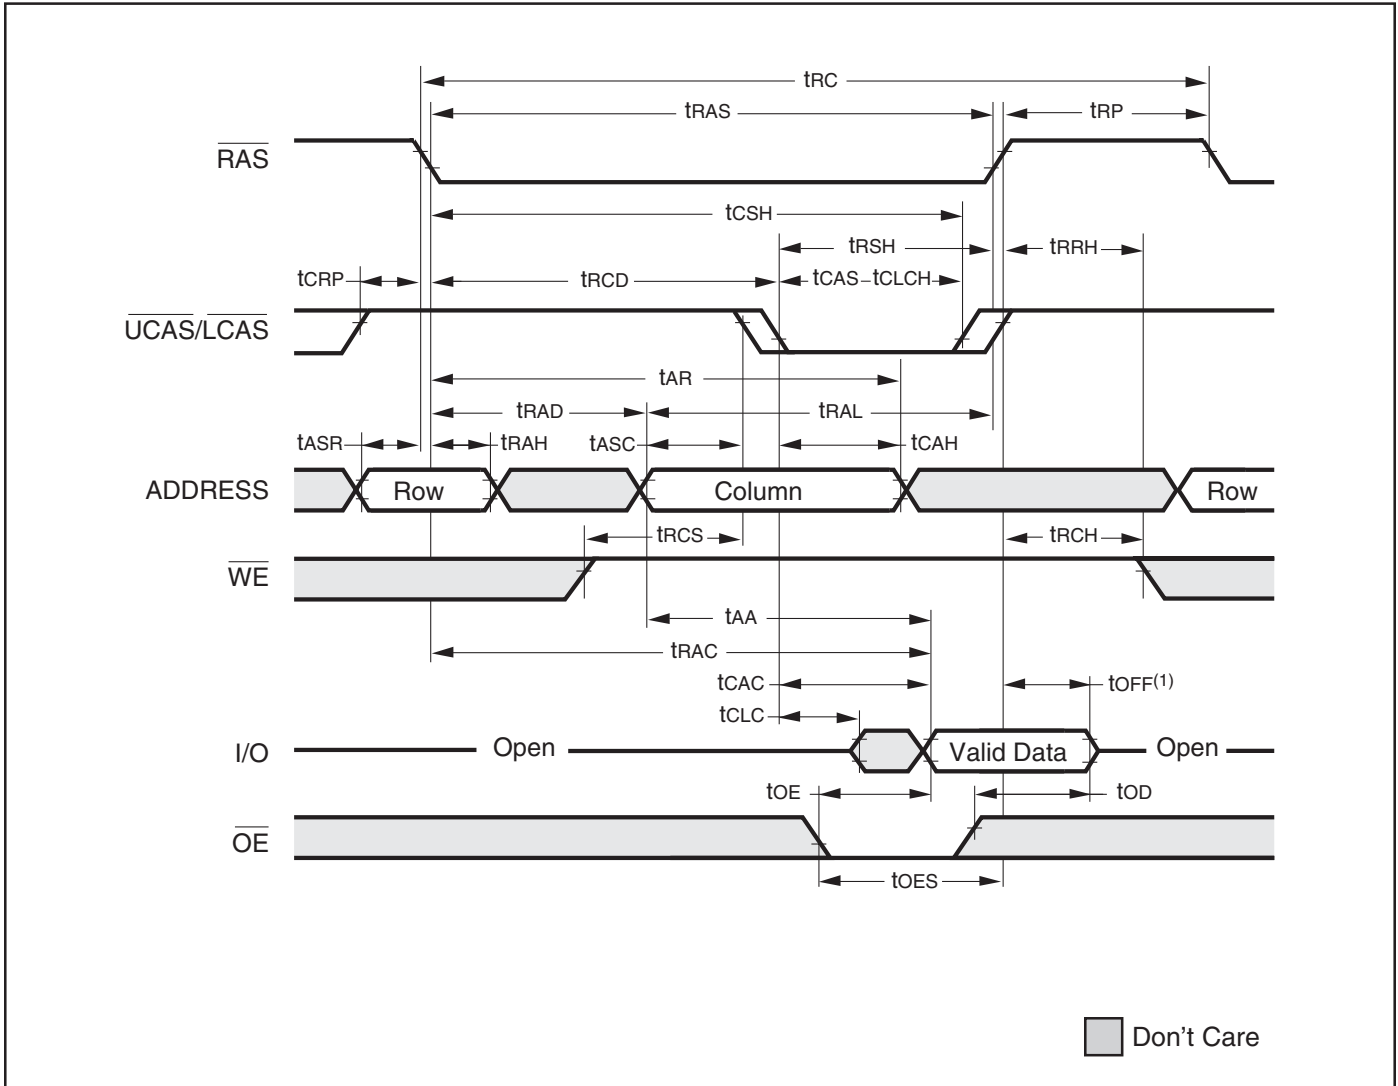 tRC
tRAS tRP
RAS
tCSH
tRSH tRRH
tCRP tRCD tCAS tCLCH
UCAS/LCAS
tAR
tRAD tRAL
tASR tRAH tASC tCAH
ADDRESS Row Column Row
tRCS tRCH
WE
tAA
tRAC
tCAC tOFF(1)
tCLC
I/O Open Valid Data Open
tOE tOD
OE
tOES
Don't Care